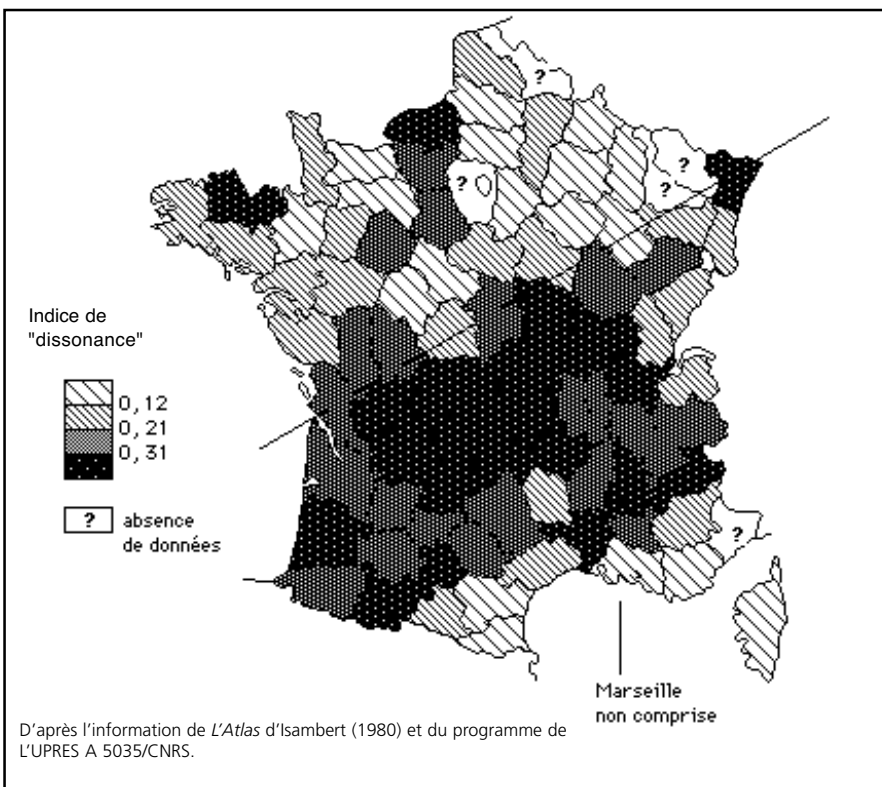 ?
?
?
?
Indice de
"dissonance"
0,12
0,21
0,31
?
absence
de données
?
Marseille
non comprise
D'après l'information de L'Atlas d'Isambert (1980) et du programme de
L'UPRES A 5035/CNRS.